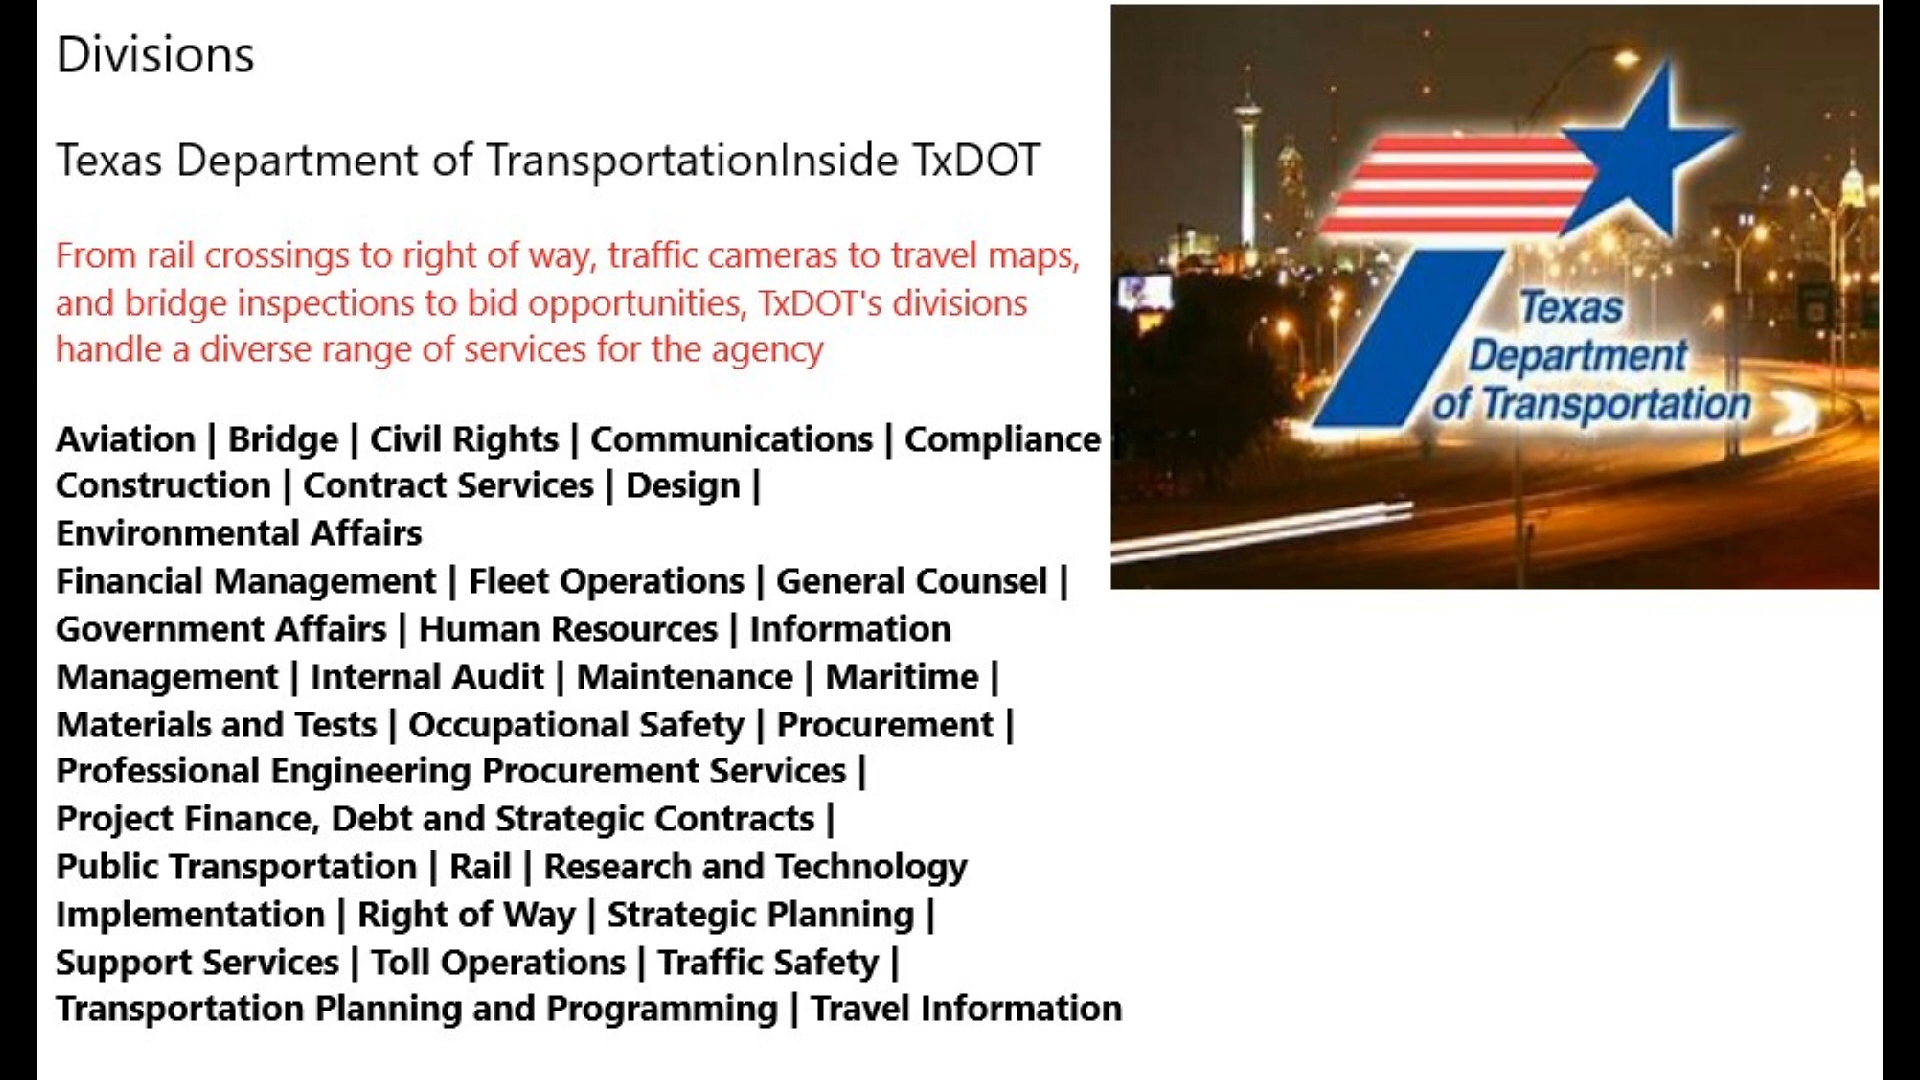 Divisions
Texas Department of TransportationInside TxDOT
From rail crossings to right of way, traffic cameras to travel maps,
and bridge inspections to bid opportunities, TxDOT's divisions
handle a diverse range of services for the agency
Aviation | Bridge | Civil Rights | Communications | Compliance
Construction | Contract Services | Design |
Environmental Affairs
Financial Management | Fleet Operations | General Counsel |
Government Affairs | Human Resources | Information
Management | Internal Audit | Maintenance | Maritime |
Materials and Tests | Occupational Safety | Procurement |
Professional Engineering Procurement Services |
Project Finance, Debt and Strategic Contracts |
Public Transportation | Rail | Research and Technology
Implementation | Right of Way | Strategic Planning |
Support Services | Toll Operations | Traffic Safety |
Transportation Planning and Programming | Travel Information
Texas
Department
of Transportation